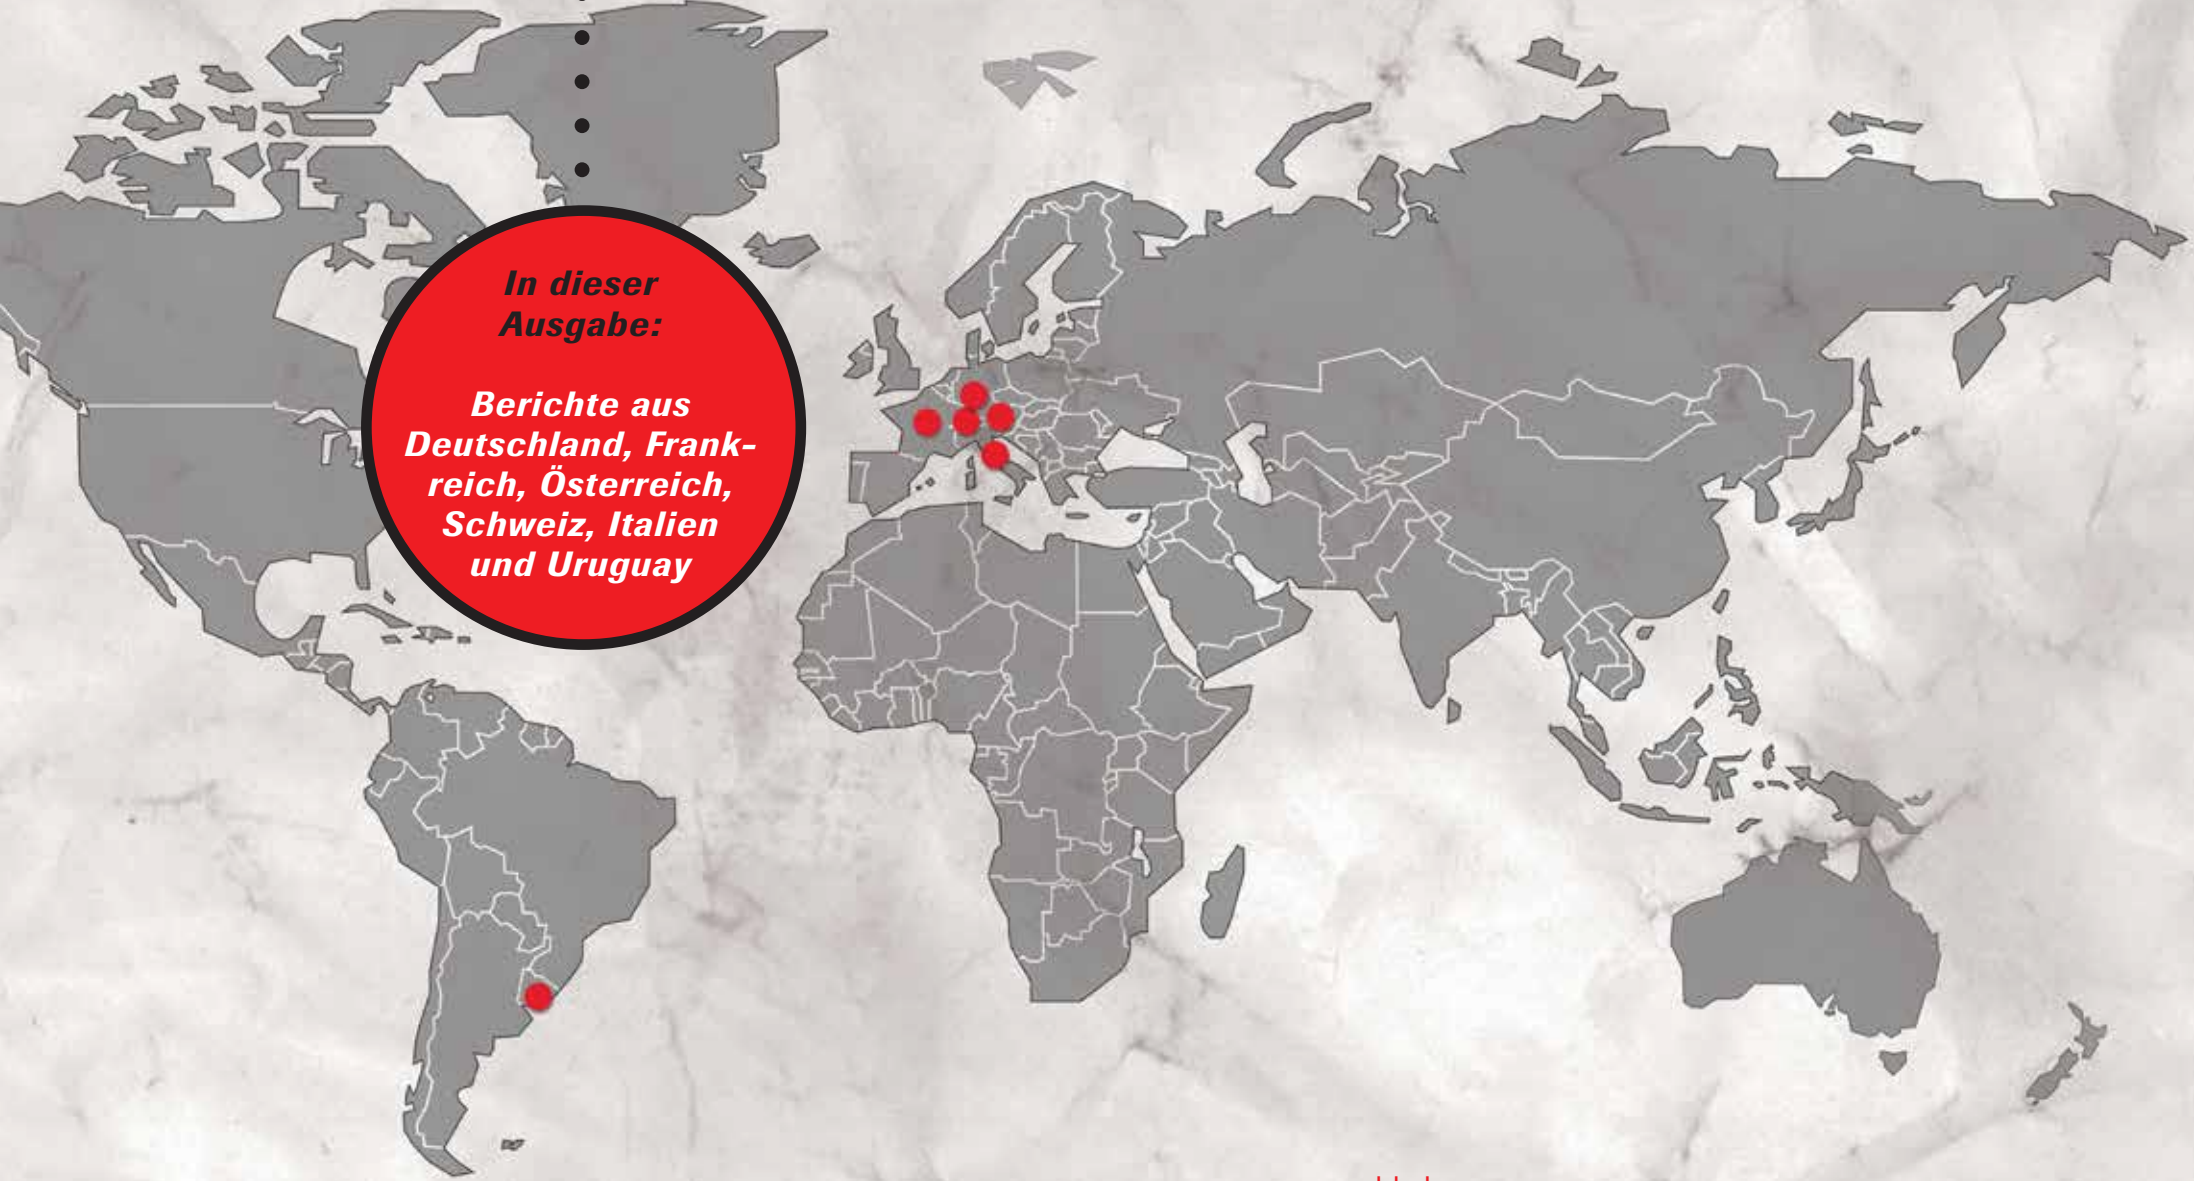 In dieser
Ausgabe:
Berichte aus
Deutschland, Frank-
reich, Österreich,
Schweiz, Italien
und Uruguay